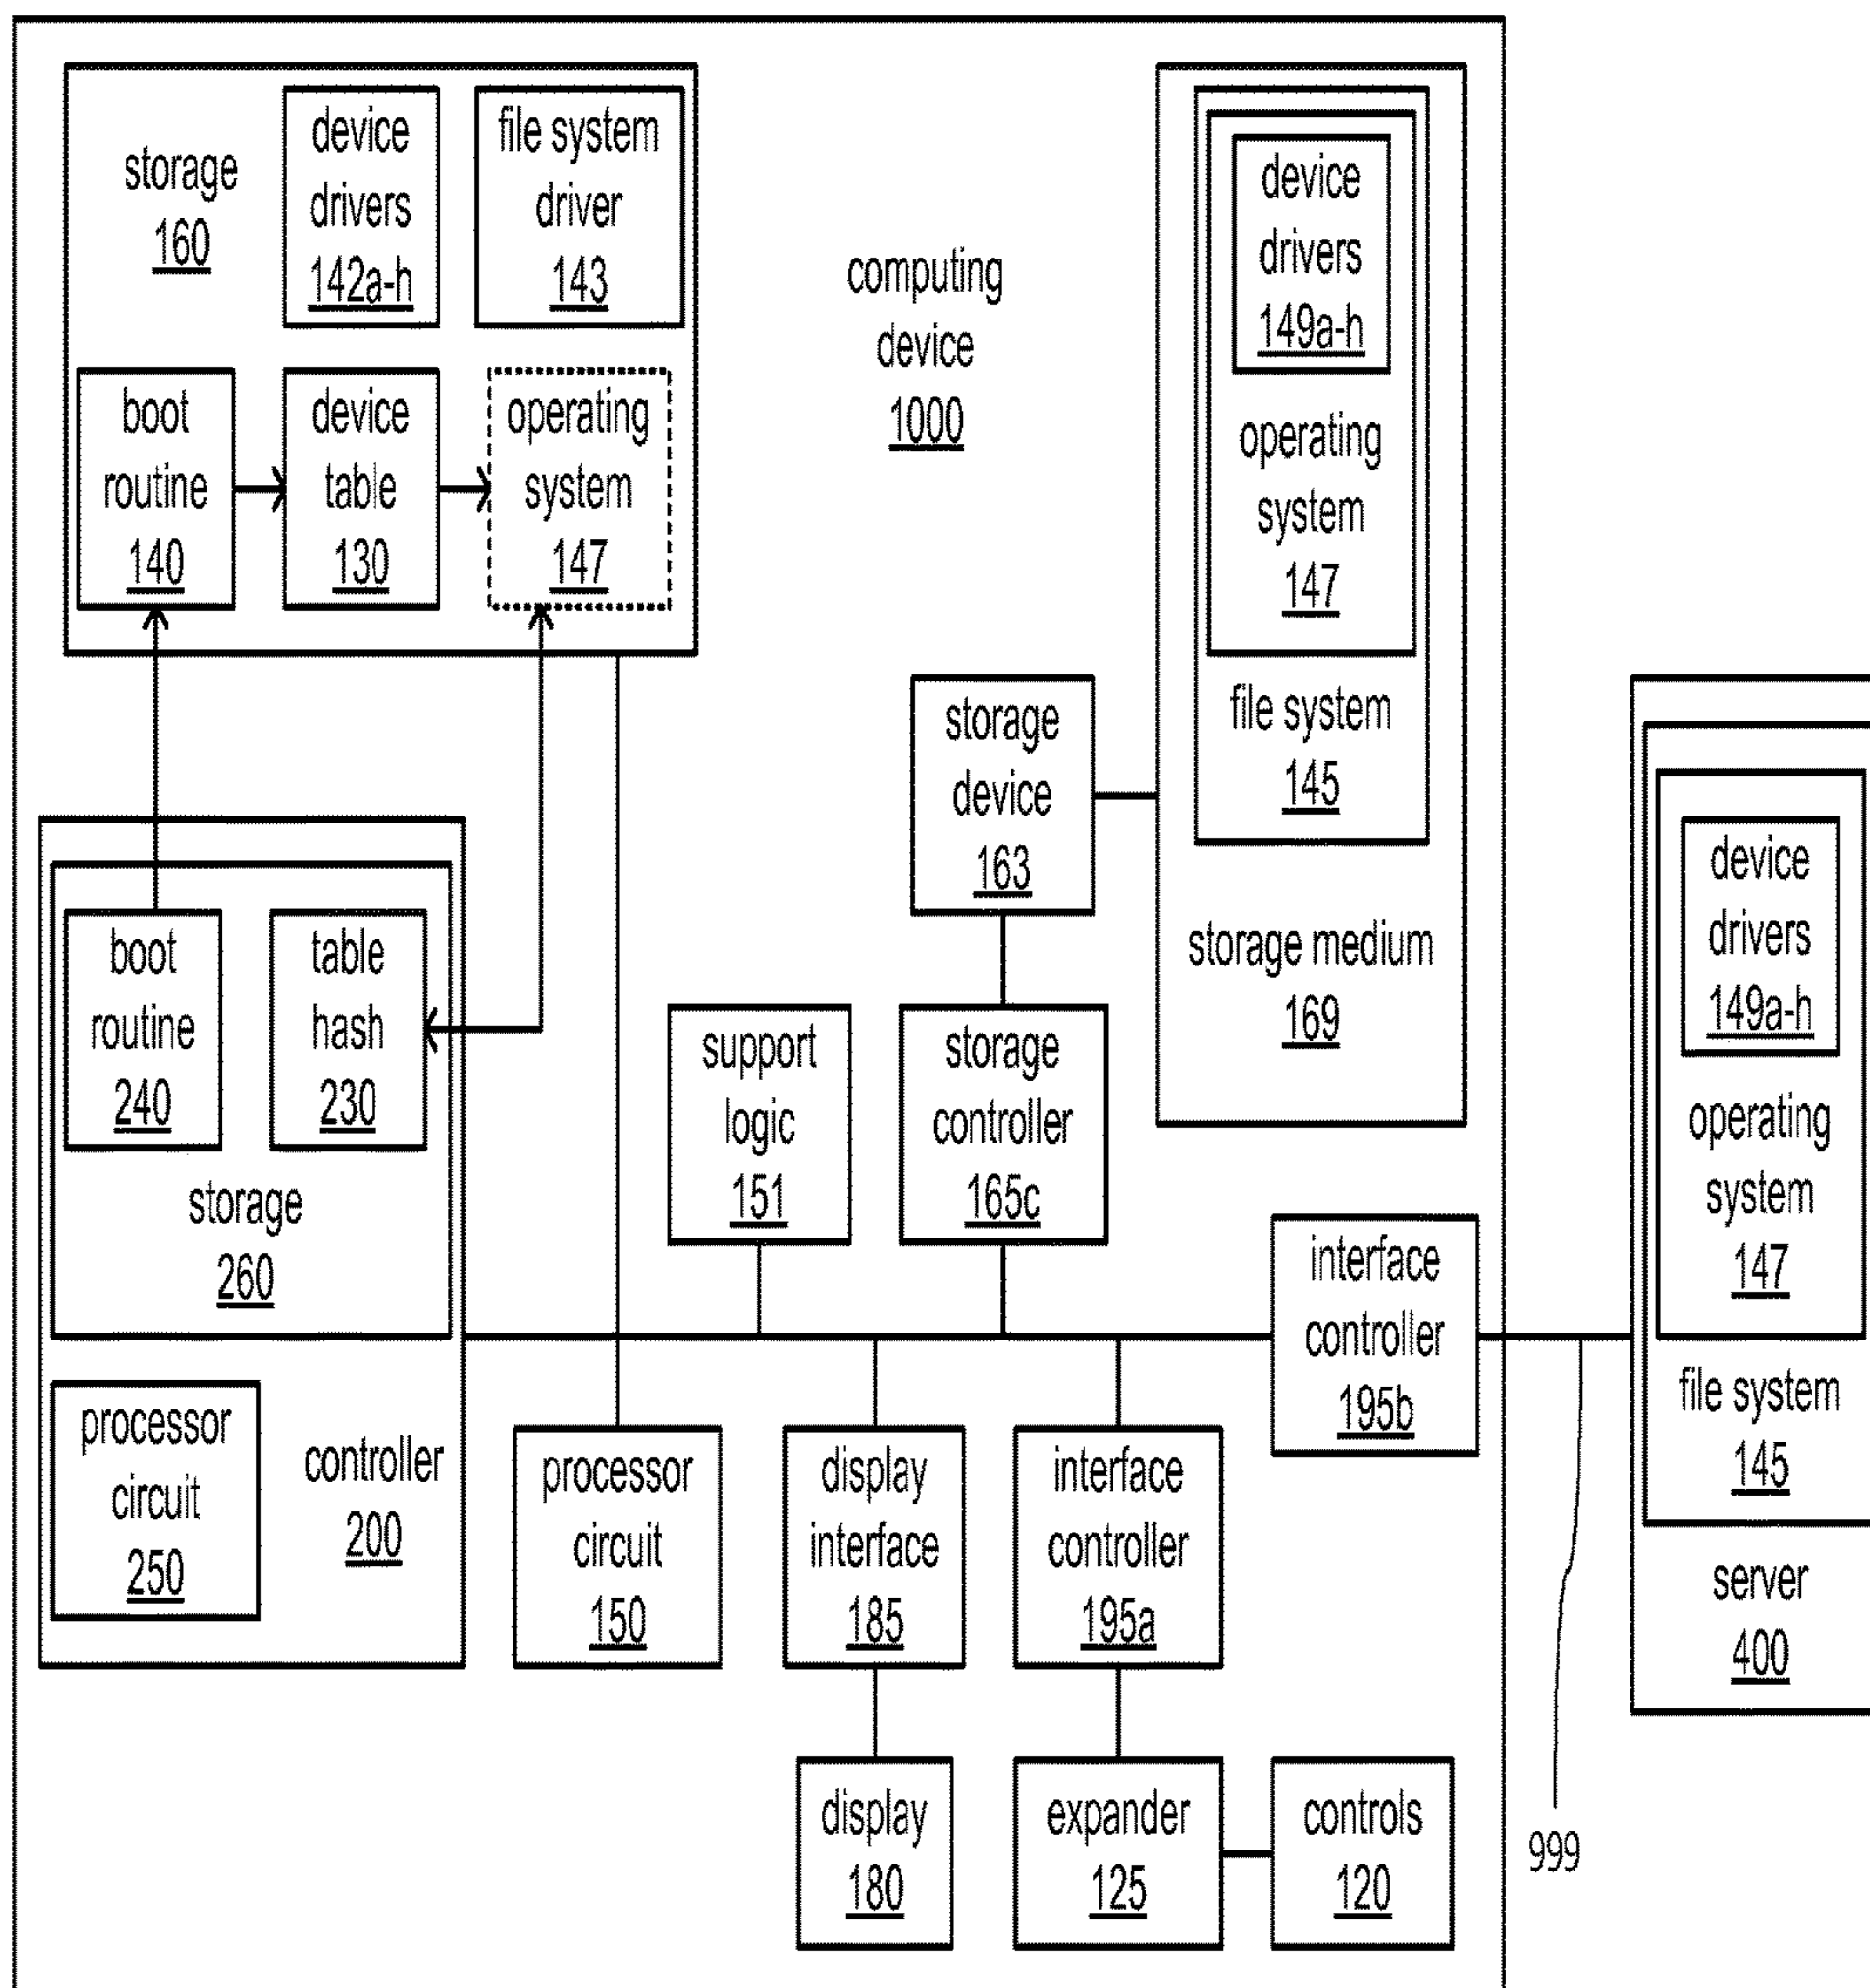 storage
160
device
drivers
142a-h
file system
driver
143
boot
routine
140
device
table
130
operating
system
147
computing
device
1000
device
drivers
149a-h
operating
system
147
file system
145
storage medium
169
storage
device
163
storage
controller
165c
support
logic
151
boot
routine
240
table
hash
230
storage
260
processor
circuit
250
controller
200
processor
circuit
150
display
interface
185
interface
controller
195a
interface
controller
195b
display
180
expander
125
controls
120
999
device
drivers
149a-h
operating
system
147
file system
145
server
400